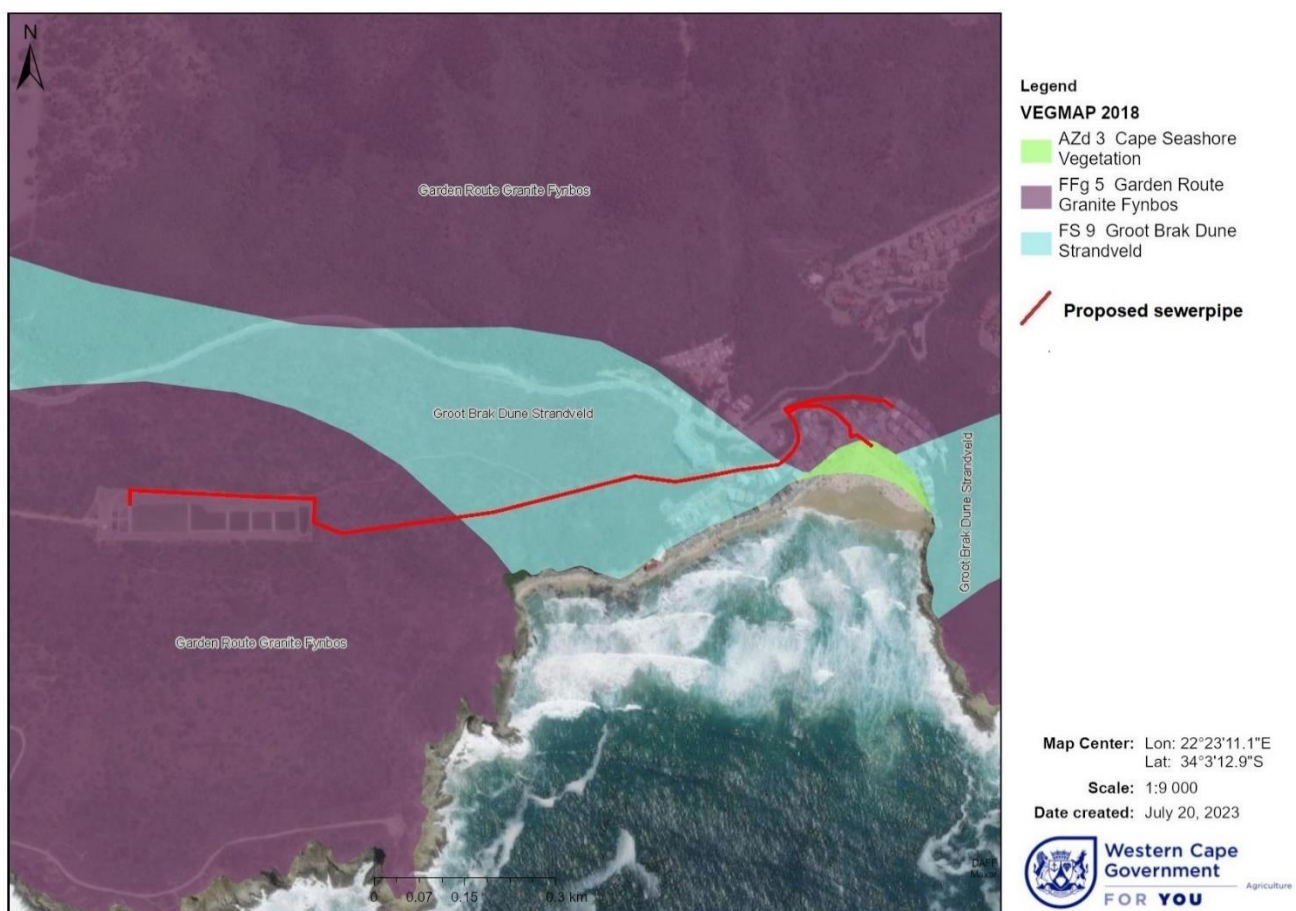 N
Garden Route Granite Fynbos
Groot Brak Dune Strandveld
Groot Brak Dune Strandveld
Garden Route Granite Fynbos
0 0.07 0.15 0.3 km
Legend
VEGMAP 2018
AZd 3 Cape Seashore
Vegetation
FFg 5 Garden Route
Granite Fynbos
FS 9 Groot Brak Dune
Strandveld
Proposed sewerpipe
Map Center: Lon: 22°23'11.1"E
Lat: 34°3'12.9"S
Scale: 1:9 000
Date created: July 20, 2023
Western Cape
Government
Agriculture
FOR YOU